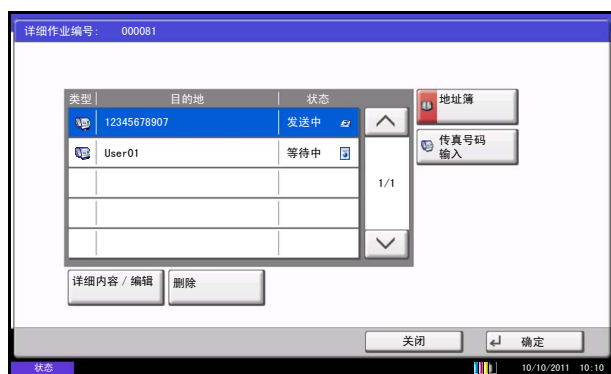 详细作业编号: 000081
类型 目的地 状态
12345678907 发送中
User01 等待中
1/1
地址簿
传真号码
输入
详细内容 / 编辑 删除
关闭 确定
状态 10/10/2011 10:10